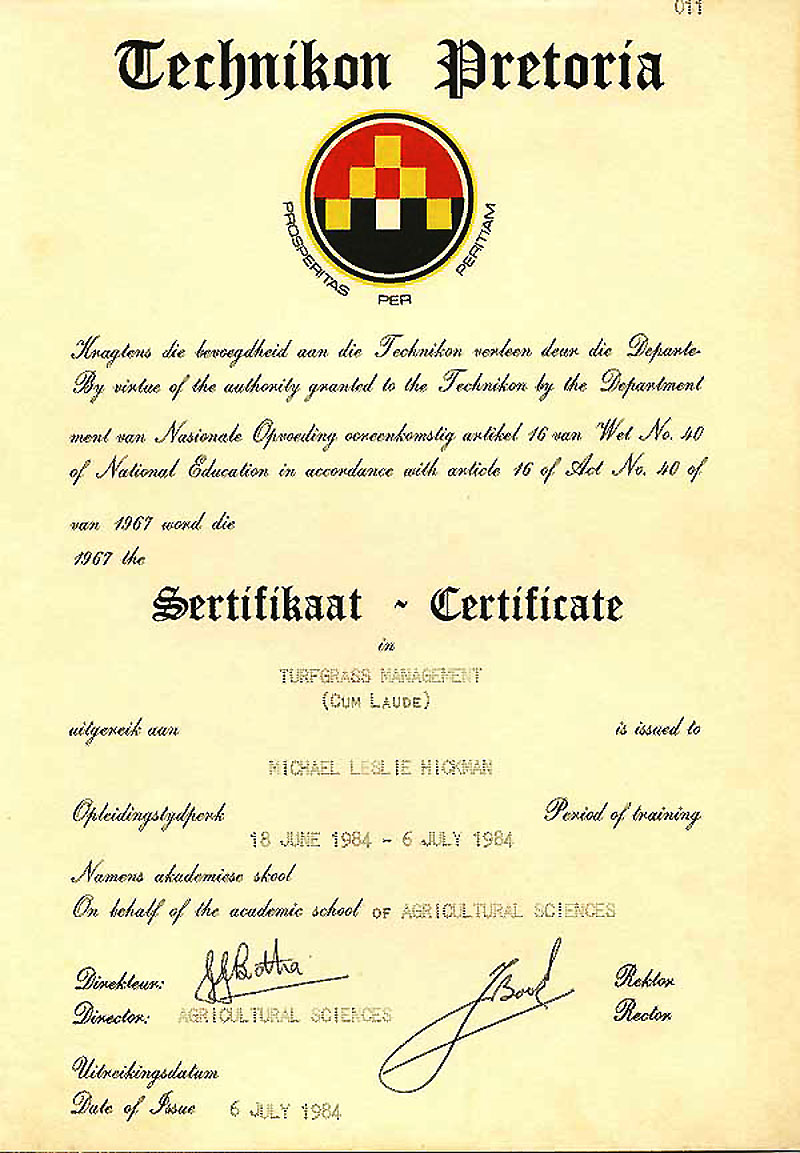 011
Technikon Pretoria
PROSPERITAS PER PERITIAM
Kragtens die bevoegdheid aan die Technikon verleen deur die Departe-
By virtue of the authority granted to the Technikon by the Department
ment van Nasionale Opvoeding ooreenkomstig artikel 16 van Wet No. 40
of National Education in accordance with article 16 of Act No. 40 of
van 1967 word die
1967 the
Sertifikaat ~ Certificate
in
TURFGRASS MANAGEMENT
(CUM LAUDE)
uitgereik aan is issued to
MICHAEL LESLIE HICKMAN
Opleidingstydperk Period of training
18 JUNE 1984 - 6 JULY 1984
Namens akademiese skool
On behalf of the academic school OF AGRICULTURAL SCIENCES
Direkteur: Botha Rektor
Director: AGRICULTURAL SCIENCES Rector
Uitreikingsdatum
Date of Issue 6 JULY 1984